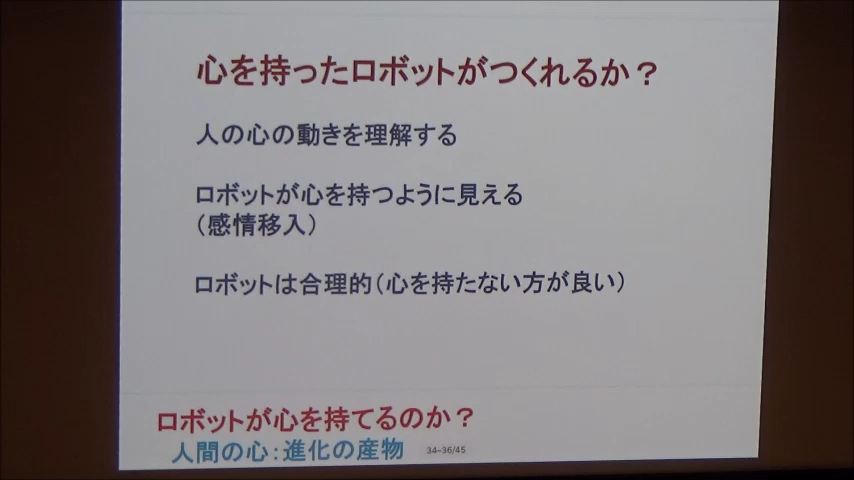 心を持ったロボットがつくれるか？
人の心の動きを理解する
ロボットが心を持つように見える
（感情移入）
ロボットは合理的（心を持たない方が良い）
ロボットが心を持てるのか？
人間の心：進化の産物
34-36/45